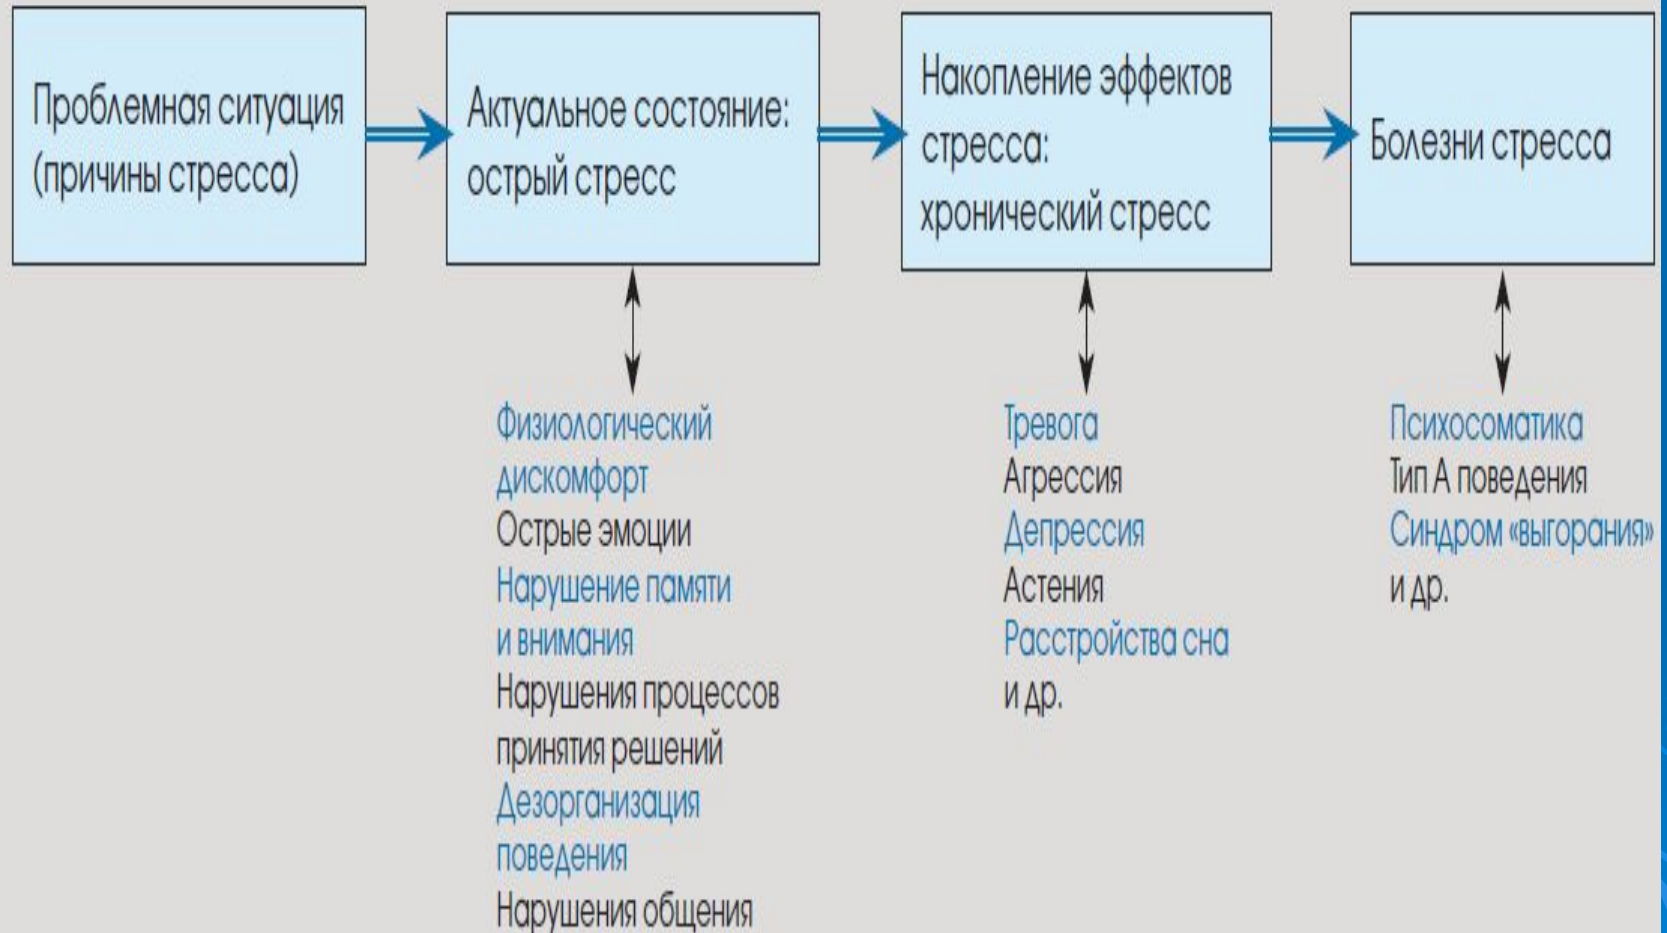 Проблемная ситуация
(причины стресса)
Актуальное состояние:
острый стресс
Накопление эффектов
стресса:
хронический стресс
Болезни стресса
Физиологический
дискомфорт
Острые эмоции
Нарушение памяти
и внимания
Нарушения процессов
принятия решений
Дезорганизация
поведения
Нарушения общения
Тревога
Агрессия
Депрессия
Астения
Расстройства сна
и др.
Психосоматика
Тип А поведения
Синдром «выгорания»
и др.